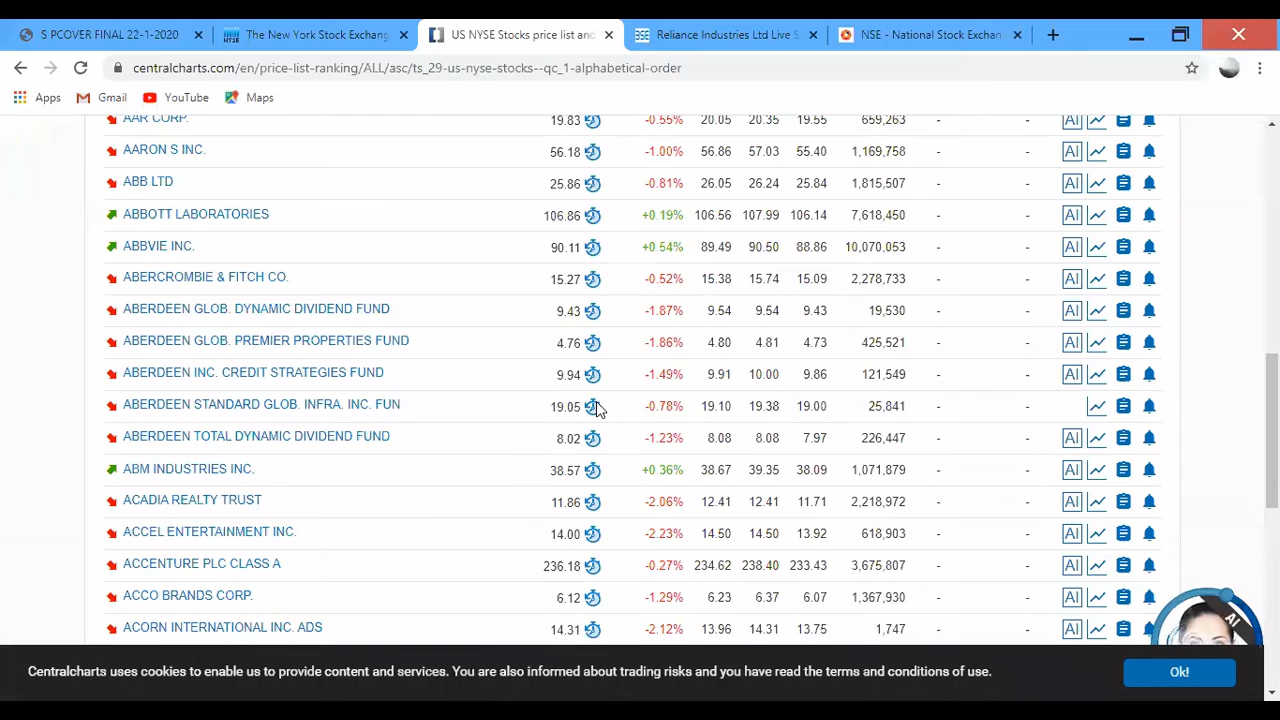 S PCOVER FINAL 22-1-2020 × The New York Stock Exchang × US NYSE Stocks price list and × Reliance Industries Ltd Live S × NSE - National Stock Exchan ×
centralcharts.com/en/price-list-ranking/ALL/asc/ts_29-us-nyse-stocks--qc_1-alphabetical-order
Apps Gmail YouTube Maps
AAR CORP. 19.83 -0.55% 20.05 20.35 19.55 659,263 - - AI
AARON S INC. 56.18 -1.00% 56.86 57.03 55.40 1,169,758 - - AI
ABB LTD 25.86 -0.81% 26.05 26.24 25.84 1,815,507 - - AI
ABBOTT LABORATORIES 106.86 +0.19% 106.56 107.99 106.14 7,618,450 - - AI
ABBVIE INC. 90.11 +0.54% 89.49 90.50 88.86 10,070,053 - - AI
ABERCROMBIE & FITCH CO. 15.27 -0.52% 15.38 15.74 15.09 2,278,733 - - AI
ABERDEEN GLOB. DYNAMIC DIVIDEND FUND 9.43 -1.87% 9.54 9.54 9.43 19,530 - - AI
ABERDEEN GLOB. PREMIER PROPERTIES FUND 4.76 -1.86% 4.80 4.81 4.73 425,521 - - AI
ABERDEEN INC. CREDIT STRATEGIES FUND 9.94 -1.49% 9.91 10.00 9.86 121,549 - - AI
ABERDEEN STANDARD GLOB. INFRA. INC. FUN 19.05 -0.78% 19.10 19.38 19.00 25,841 - -
ABERDEEN TOTAL DYNAMIC DIVIDEND FUND 8.02 -1.23% 8.08 8.08 7.97 226,447 - - AI
ABM INDUSTRIES INC. 38.57 +0.36% 38.67 39.35 38.09 1,071,879 - - AI
ACADIA REALTY TRUST 11.86 -2.06% 12.41 12.41 11.71 2,218,972 - - AI
ACCEL ENTERTAINMENT INC. 14.00 -2.23% 14.50 14.50 13.92 618,903 - - AI
ACCENTURE PLC CLASS A 236.18 -0.27% 234.62 238.40 233.43 3,675,807 - - AI
ACCO BRANDS CORP. 6.12 -1.29% 6.23 6.37 6.07 1,367,930 - - AI
ACORN INTERNATIONAL INC. ADS 14.31 -2.12% 13.96 14.31 13.75 1,747 - - AI
AI
Centralcharts uses cookies to enable us to provide content and services. You are also informed about trading risks and you have read the terms and conditions of use. Ok!